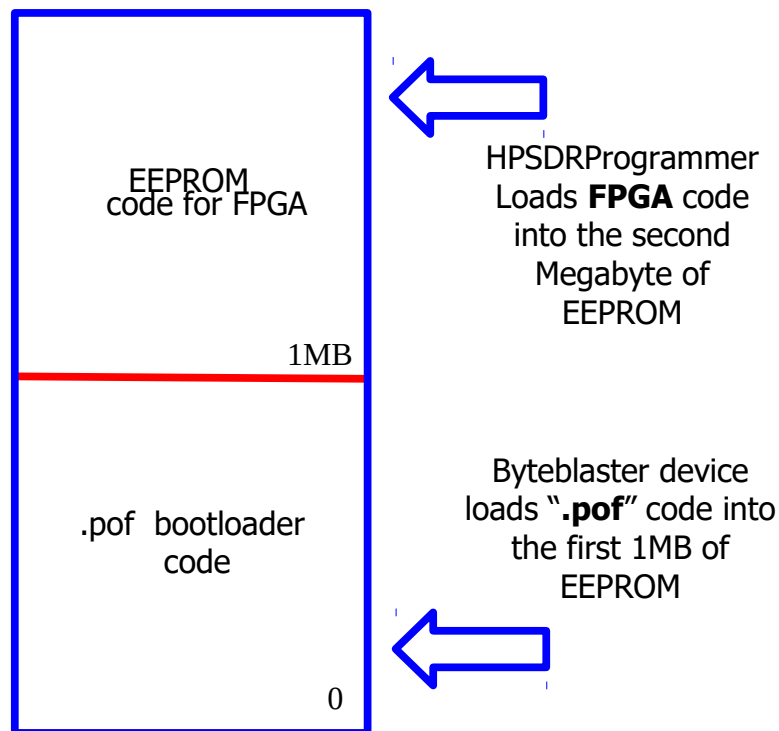 EEPROM
code for FPGA
1MB
HPSDRProgrammer
Loads FPGA code
into the second
Megabyte of
EEPROM
.pof  bootloader
code
0
Byteblaster device
loads “.pof” code into
the first 1MB of
EEPROM